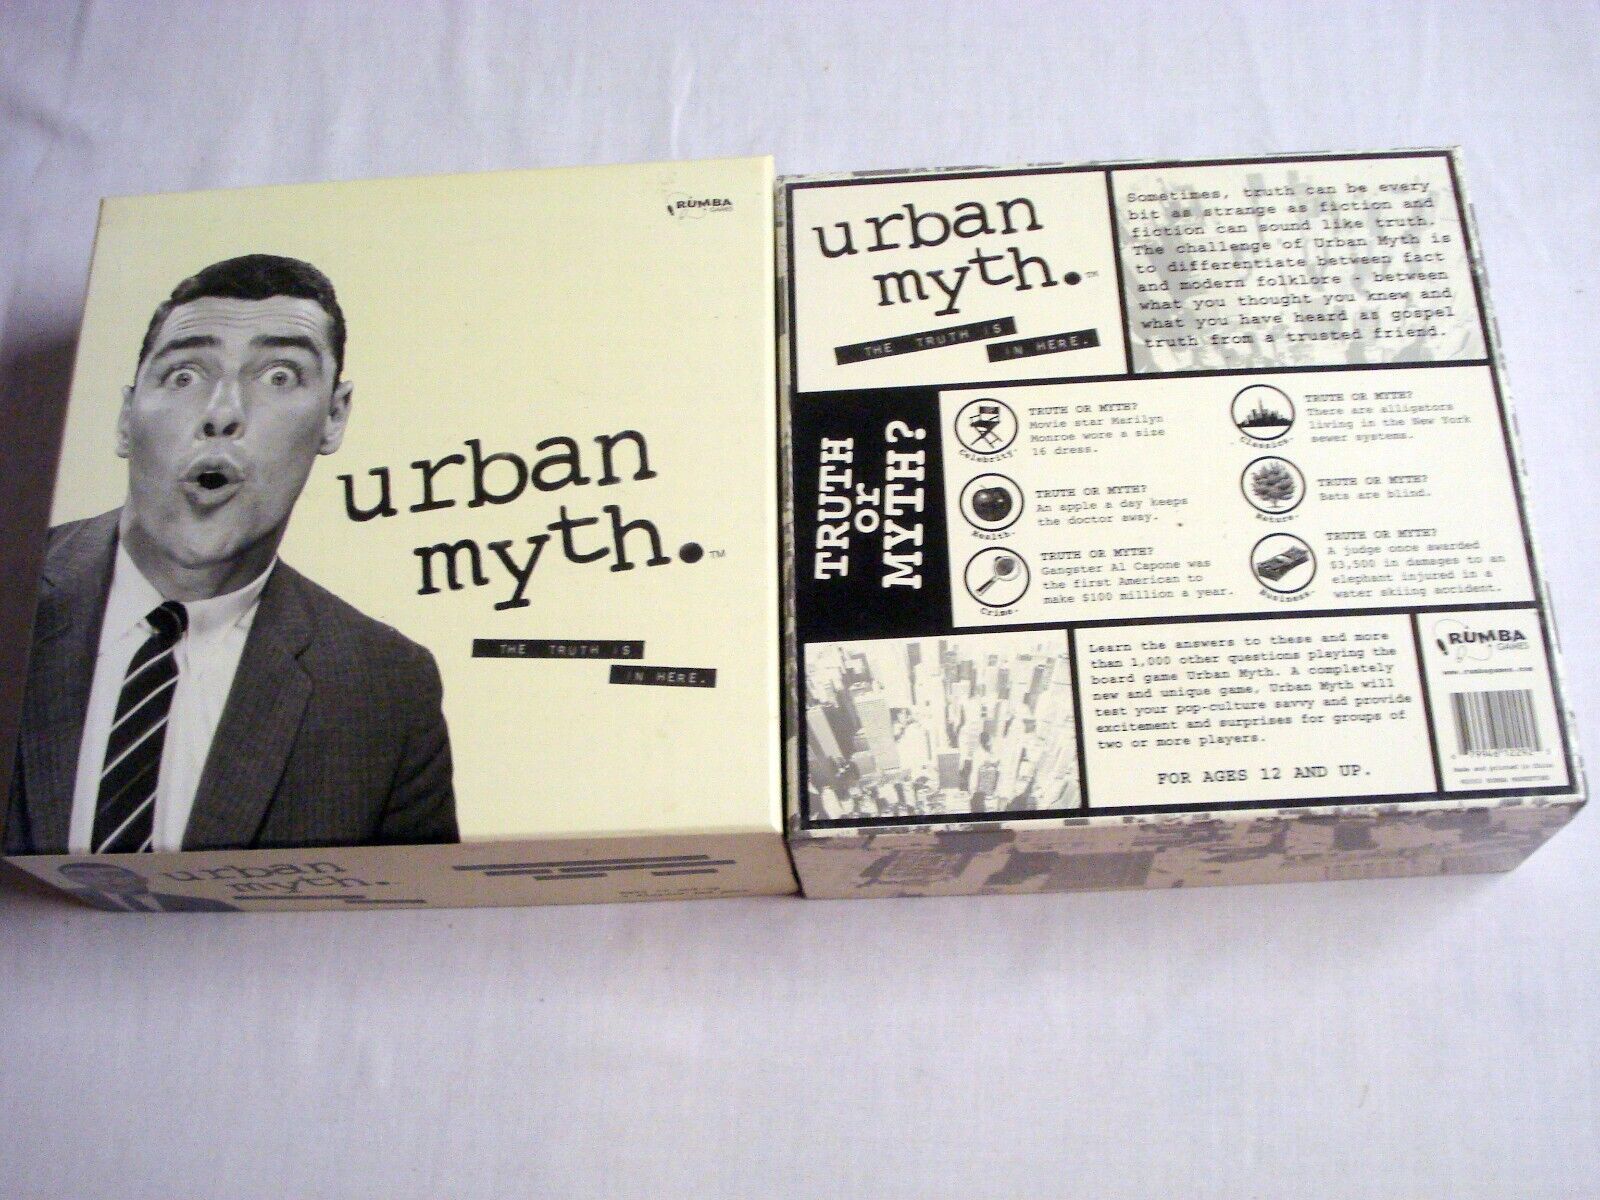 RUMBA
GAMES
urban
myth.™
THE TRUTH IS
IN HERE.
urban
myth.
urban
myth.™
THE TRUTH IS
IN HERE.
Sometimes, truth can be every
bit as strange as fiction and
fiction can sound like truth.
The challenge of Urban Myth is
to differentiate between fact
and modern folklore - between
what you thought you knew and
what you have heard as gospel
truth from a trusted friend.
TRUTH
or
MYTH?
Celebrity.
TRUTH OR MYTH?
Movie star Marilyn
Monroe wore a size
16 dress.
Health.
TRUTH OR MYTH?
An apple a day keeps
the doctor away.
Crime.
TRUTH OR MYTH?
Gangster Al Capone was
the first American to
make $100 million a year.
Classics.
TRUTH OR MYTH?
There are alligators
living in the New York
sewer systems.
Nature.
TRUTH OR MYTH?
Bats are blind.
Business.
TRUTH OR MYTH?
A judge once awarded
$3,500 in damages to an
elephant injured in a
water skiing accident.
Learn the answers to these and more
than 1,000 other questions playing the
board game Urban Myth. A completely
new and unique game, Urban Myth will
test your pop-culture savvy and provide
excitement and surprises for groups of
two or more players.
FOR AGES 12 AND UP.
RUMBA
GAMES
www.rumbagames.com
Made and printed in China